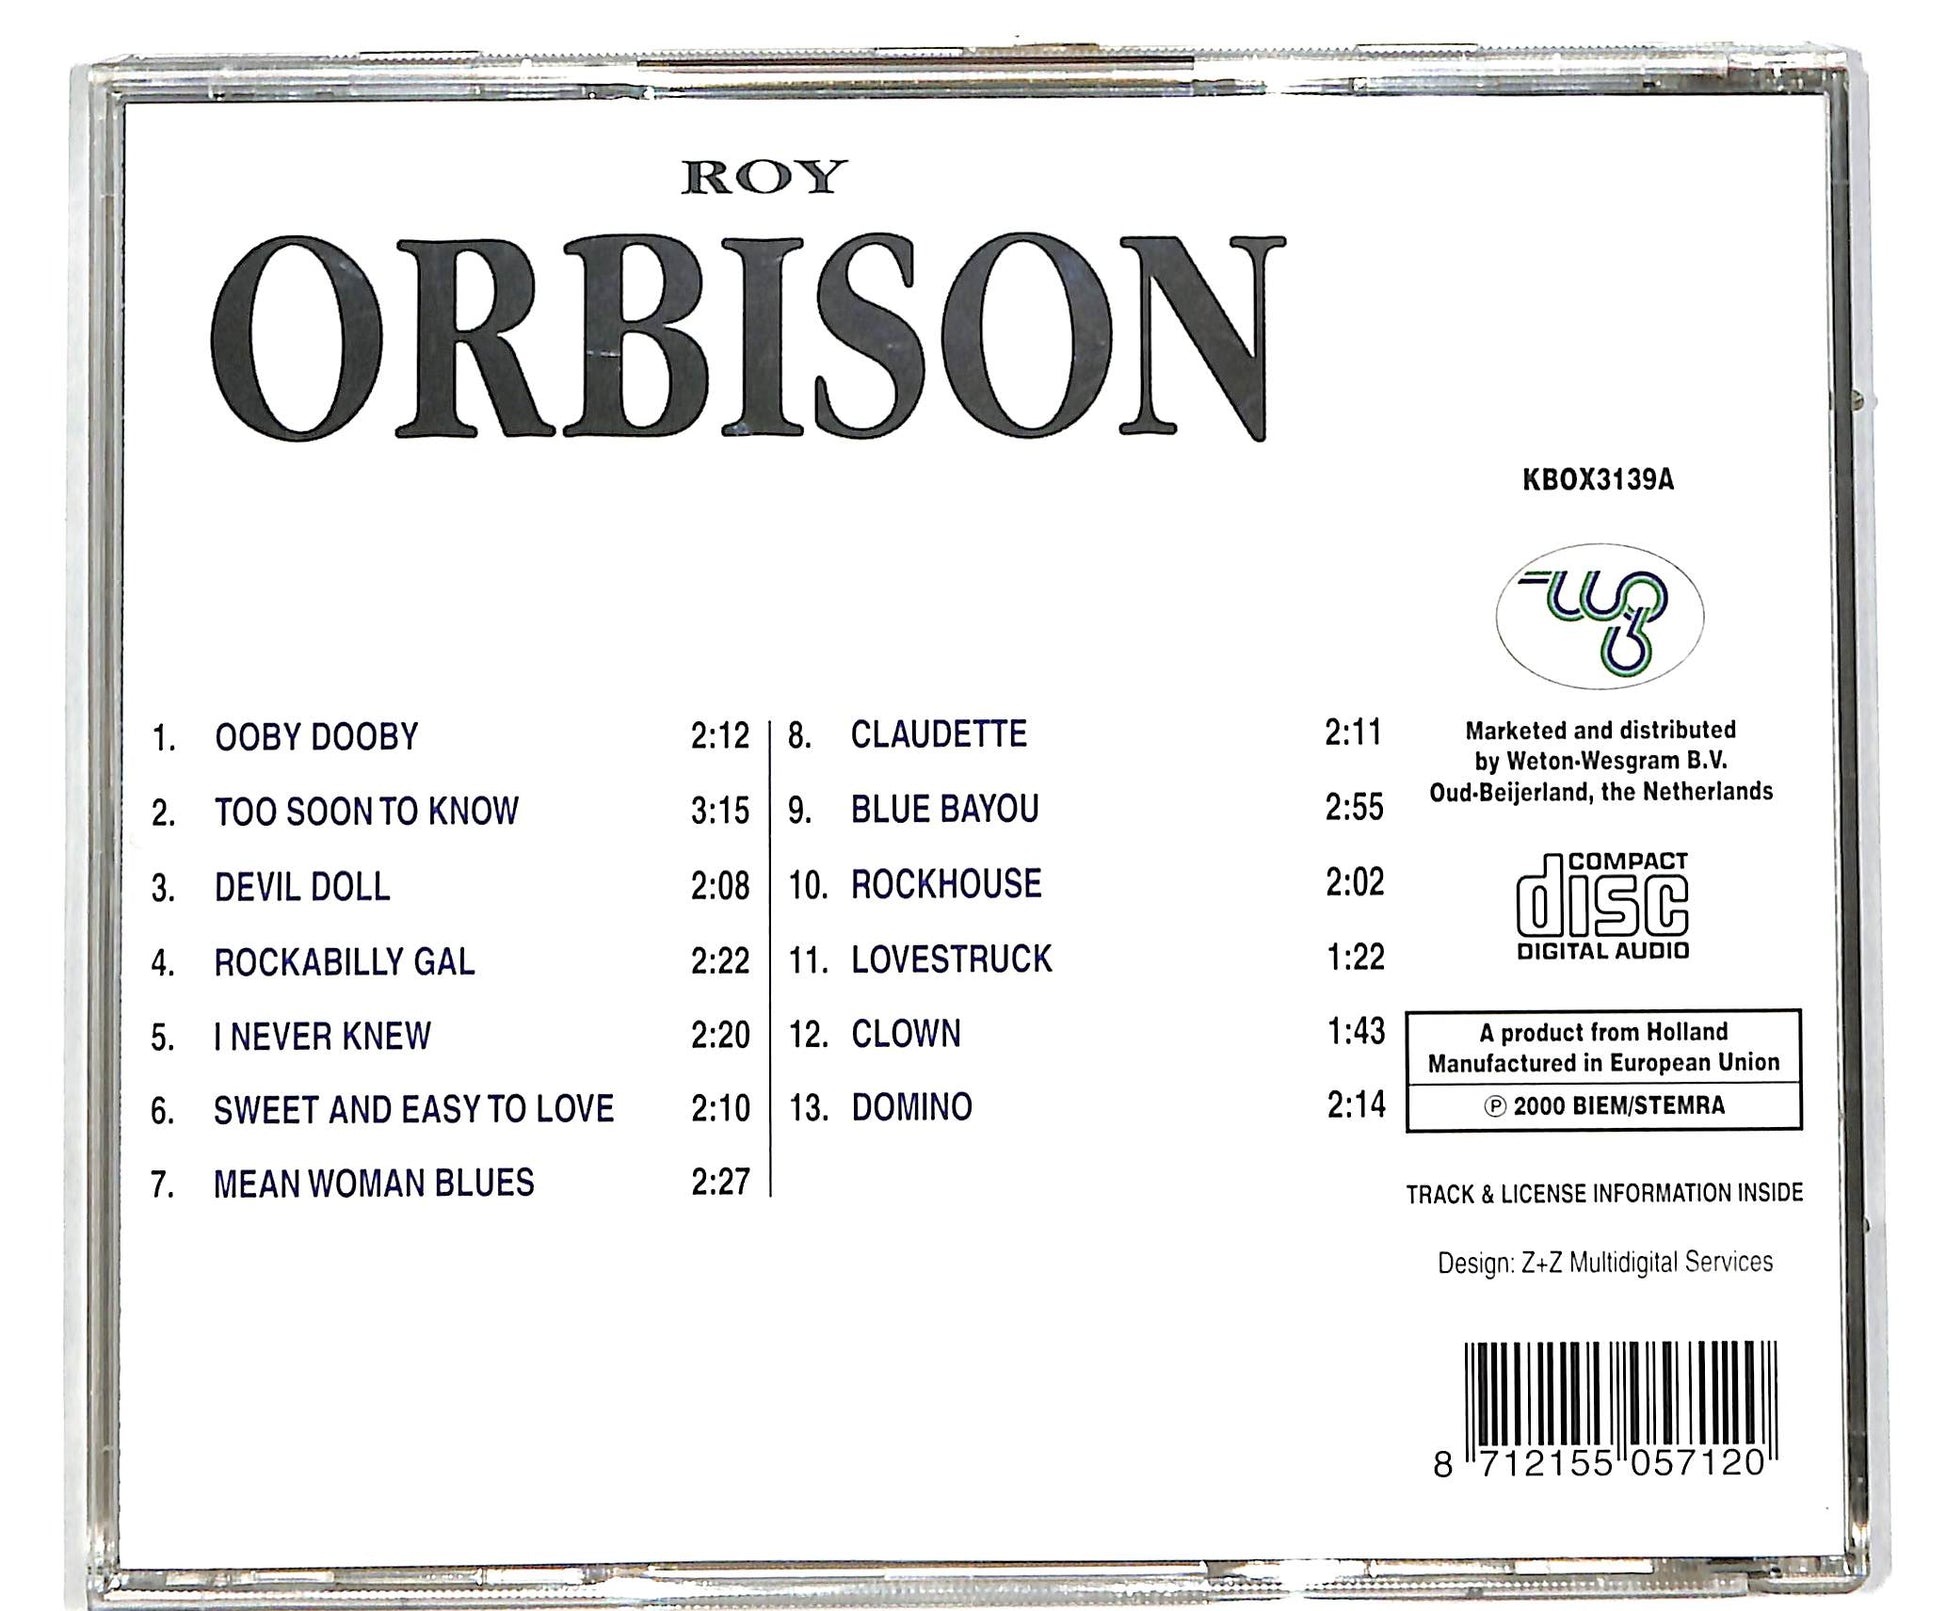 ROY
ORBISON
KBOX3139A
1. OOBY DOOBY 2:12
2. TOO SOON TO KNOW 3:15
3. DEVIL DOLL 2:08
4. ROCKABILLY GAL 2:22
5. I NEVER KNEW 2:20
6. SWEET AND EASY TO LOVE 2:10
7. MEAN WOMAN BLUES 2:27
8. CLAUDETTE 2:11
9. BLUE BAYOU 2:55
10. ROCKHOUSE 2:02
11. LOVESTRUCK 1:22
12. CLOWN 1:43
13. DOMINO 2:14
Marketed and distributed
by Weton-Wesgram B.V.
Oud-Beijerland, the Netherlands
COMPACT
disc
DIGITAL AUDIO
A product from Holland
Manufactured in European Union
℗ 2000 BIEM/STEMRA
TRACK & LICENSE INFORMATION INSIDE
Design: Z+Z Multidigital Services
8 712155 057120